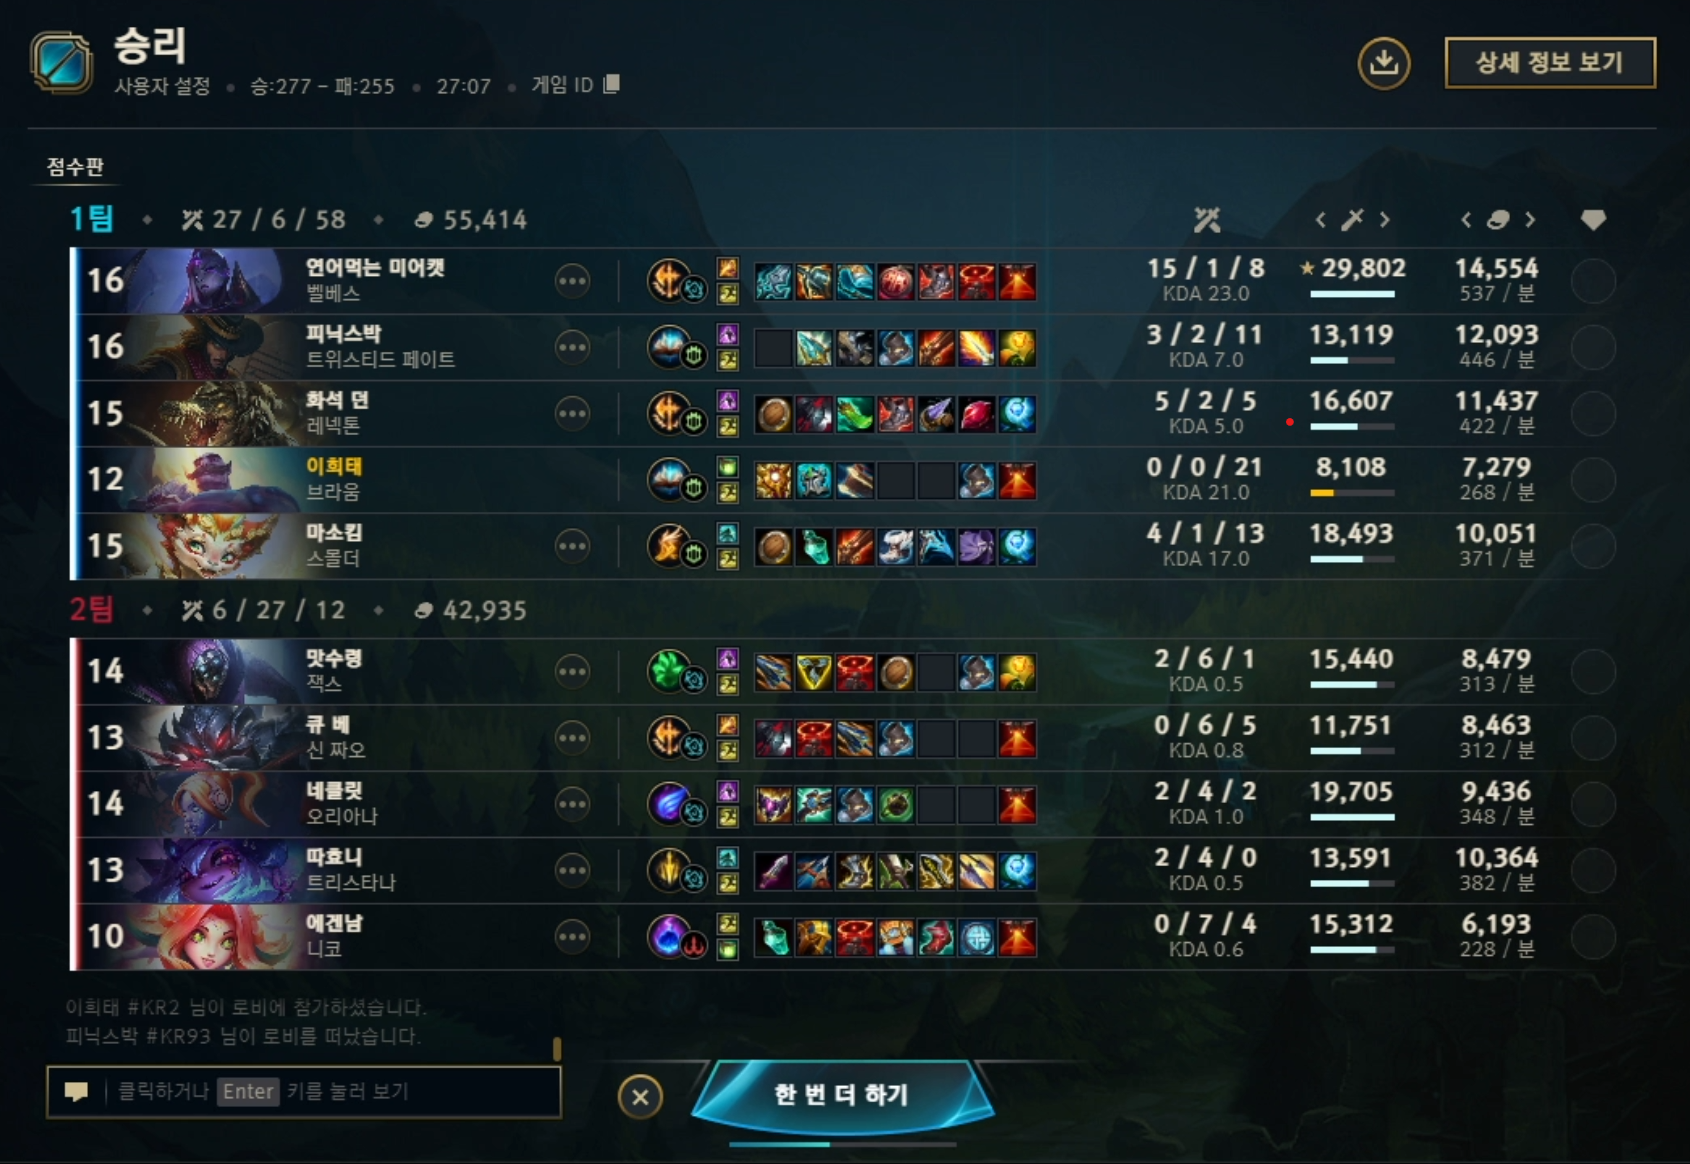 승리
사용자 설정 • 승:277 – 패:255 • 27:07 • 게임 ID
상세 정보 보기
점수판
1팀 • 27 / 6 / 58 • 55,414
16 연어먹는 미어캣 벨베스 15 / 1 / 8 KDA 23.0 29,802 14,554 537 / 분
16 피닉스박 트위스티드 페이트 3 / 2 / 11 KDA 7.0 13,119 12,093 446 / 분
15 화석 덴 레넥톤 5 / 2 / 5 KDA 5.0 16,607 11,437 422 / 분
12 이희태 브라움 0 / 0 / 21 KDA 21.0 8,108 7,279 268 / 분
15 마소킴 스몰더 4 / 1 / 13 KDA 17.0 18,493 10,051 371 / 분
2팀 • 6 / 27 / 12 • 42,935
14 맛수령 잭스 2 / 6 / 1 KDA 0.5 15,440 8,479 313 / 분
13 큐 베 신 짜오 0 / 6 / 5 KDA 0.8 11,751 8,463 312 / 분
14 네클릿 오리아나 2 / 4 / 2 KDA 1.0 19,705 9,436 348 / 분
13 따효니 트리스타나 2 / 4 / 0 KDA 0.5 13,591 10,364 382 / 분
10 에겐남 니코 0 / 7 / 4 KDA 0.6 15,312 6,193 228 / 분
이희태 #KR2 님이 로비에 참가하셨습니다.
피닉스박 #KR93 님이 로비를 떠났습니다.
클릭하거나 Enter 키를 눌러 보기
한 번 더 하기